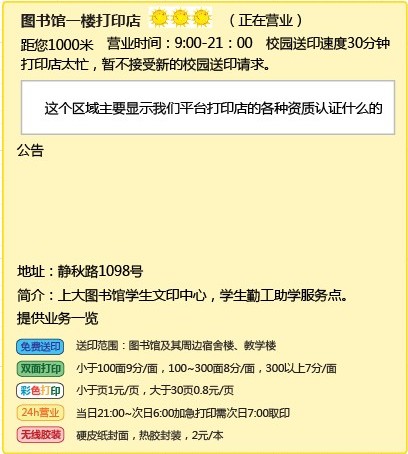 图书馆一楼打印店 （正在营业）
距您1000米 营业时间：9:00-21：00 校园送印速度30分钟
打印店太忙，暂不接受新的校园送印请求。
这个区域主要显示我们平台打印店的各种资质认证什么的
公告
地址：静秋路1098号
简介：上大图书馆学生文印中心，学生勤工助学服务点。
提供业务一览
免费送印 送印范围：图书馆及其周边宿舍楼、教学楼
双面打印 小于100面9分/面，100~300面8分/面，300以上7分/面
彩色打印 小于页1元/页，大于30页0.8元/页
24h营业 当日21:00~次日6:00加急打印需次日7:00取印
无线胶装 硬皮纸封面，热胶封装，2元/本